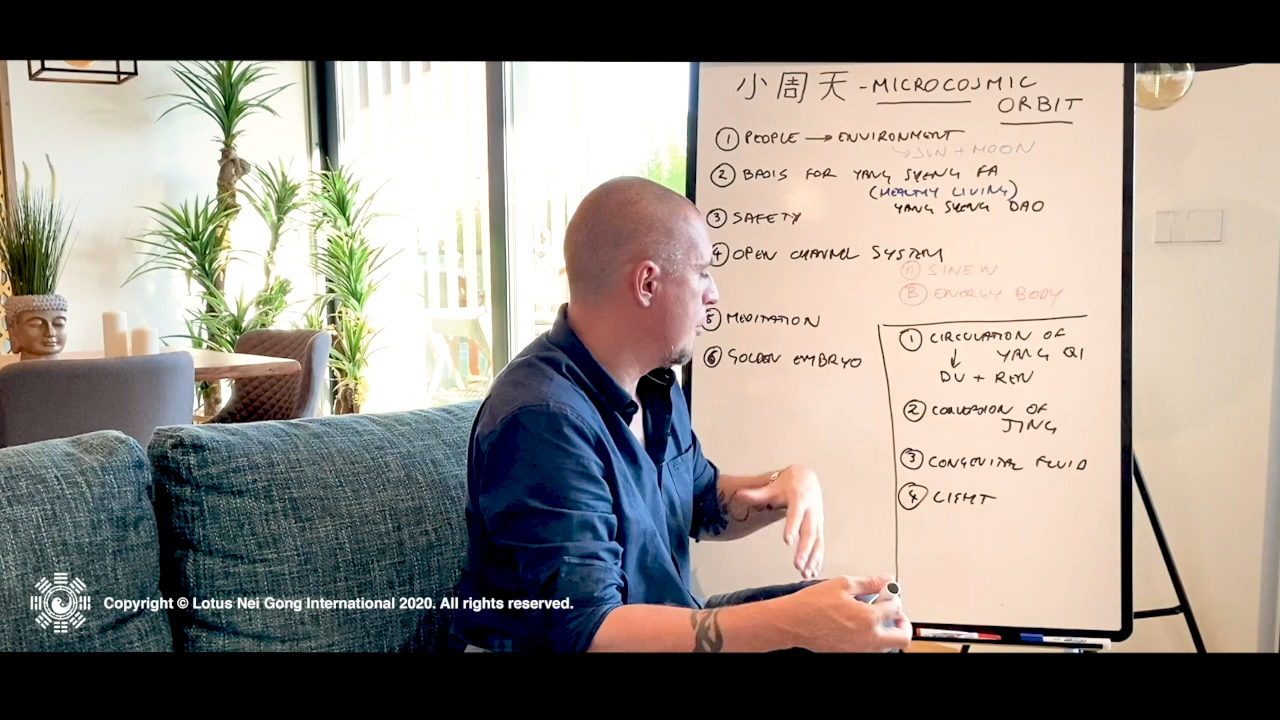 小周天 - MICROCOSMIC
ORBIT
① PEOPLE → ENVIRONMENT
↳ SUN + MOON
② BASIS FOR YANG SHENG FA
(HEALTHY LIVING)
YANG SHENG DAO
③ SAFETY
④ OPEN CHANNEL SYSTEM
Ⓐ SINEW
Ⓑ ENERGY BODY
⑤ MEDITATION
⑥ GOLDEN EMBRYO
① CIRCULATION OF
YANG QI
↓
DU + REN
② CONVERSION OF
JING
③ CONGENITAL FLUID
④ LIGHT
Copyright © Lotus Nei Gong International 2020. All rights reserved.